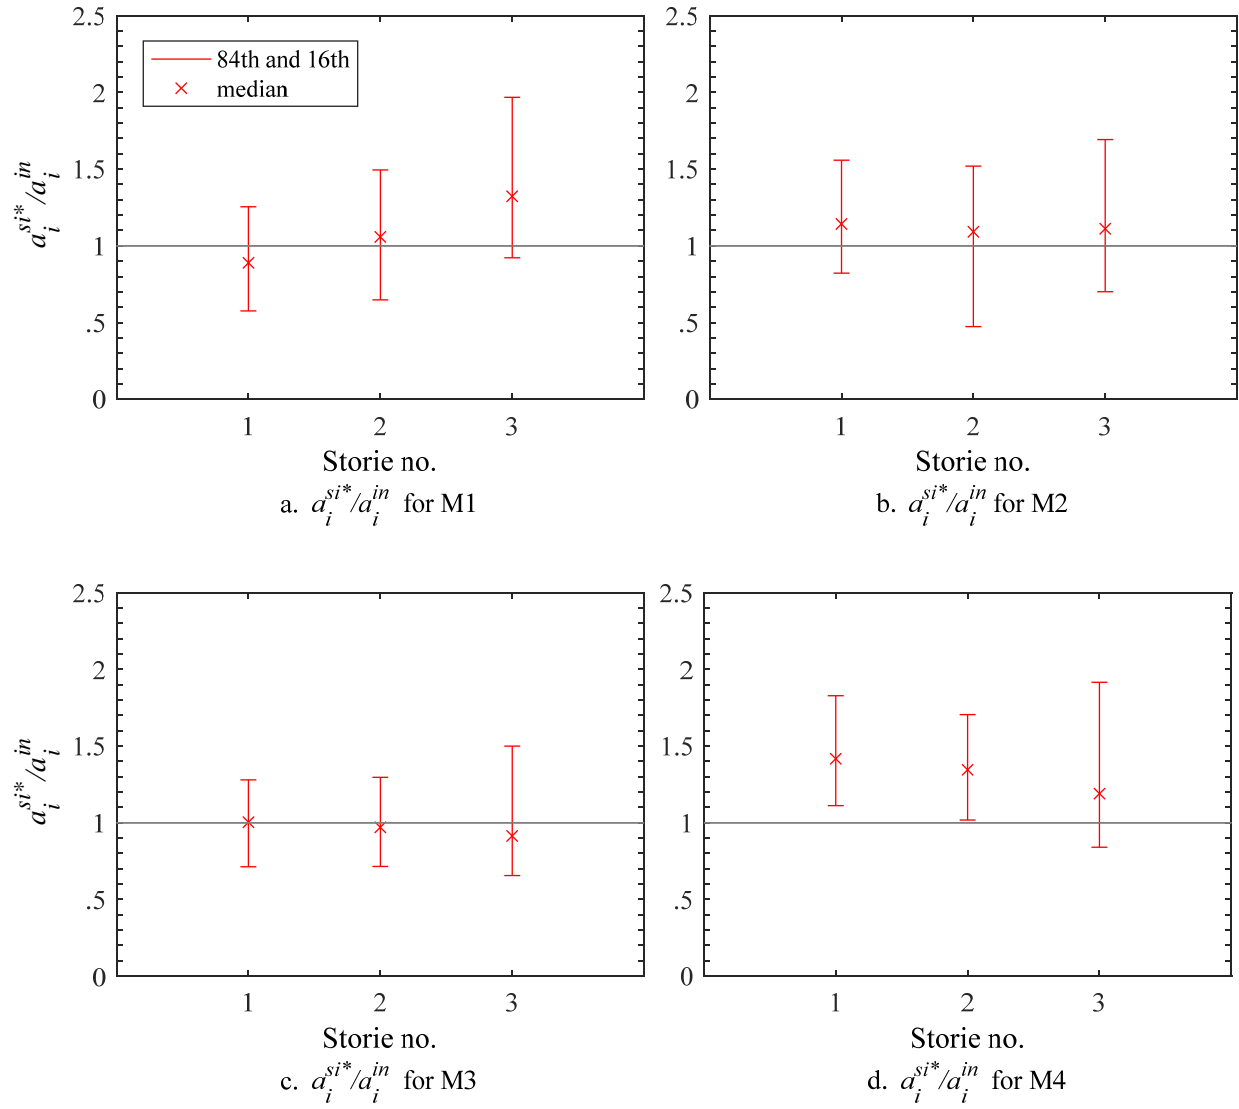 2.5
2
1.5
1
.5
0
84th and 16th
median
a_i^{si*}/a_i^{in}
1 2 3
Storie no.
a. a_i^{si*}/a_i^{in} for M1
2.5
2
1.5
1
.5
0
1 2 3
Storie no.
b. a_i^{si*}/a_i^{in} for M2
2.5
2
1.5
1
.5
0
a_i^{si*}/a_i^{in}
1 2 3
Storie no.
c. a_i^{si*}/a_i^{in} for M3
2.5
2
1.5
1
.5
0
1 2 3
Storie no.
d. a_i^{si*}/a_i^{in} for M4